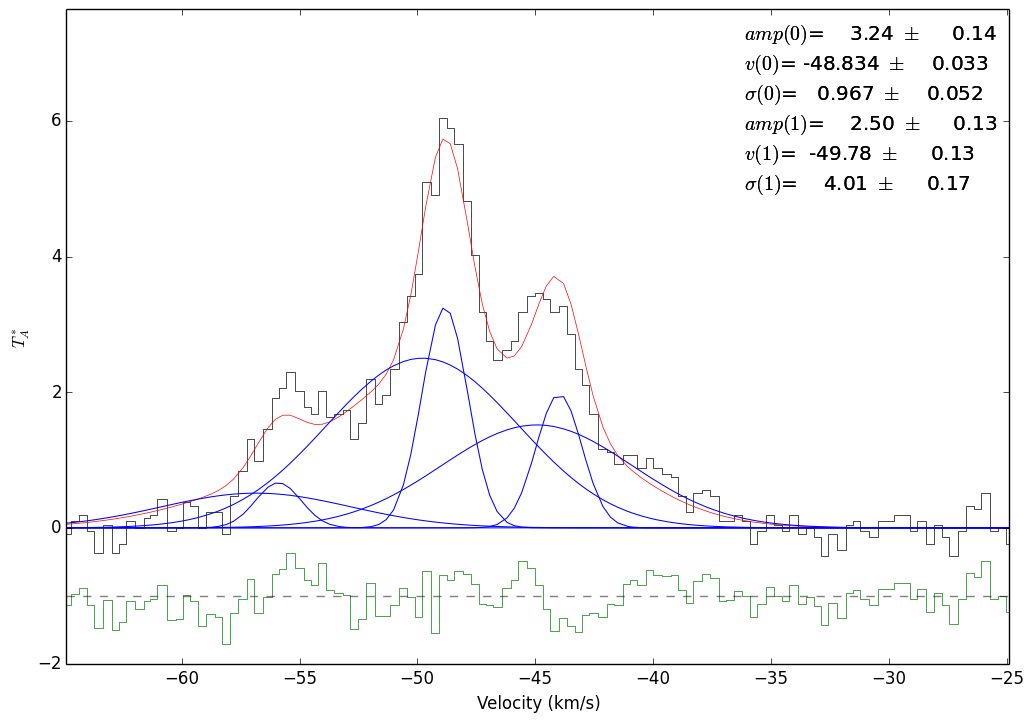 amp(0)= 3.24 ± 0.14
v(0)= -48.834 ± 0.033
σ(0)= 0.967 ± 0.052
amp(1)= 2.50 ± 0.13
v(1)= -49.78 ± 0.13
σ(1)= 4.01 ± 0.17
6
4
2
0
−2
T*A
−60 −55 −50 −45 −40 −35 −30 −25
Velocity (km/s)